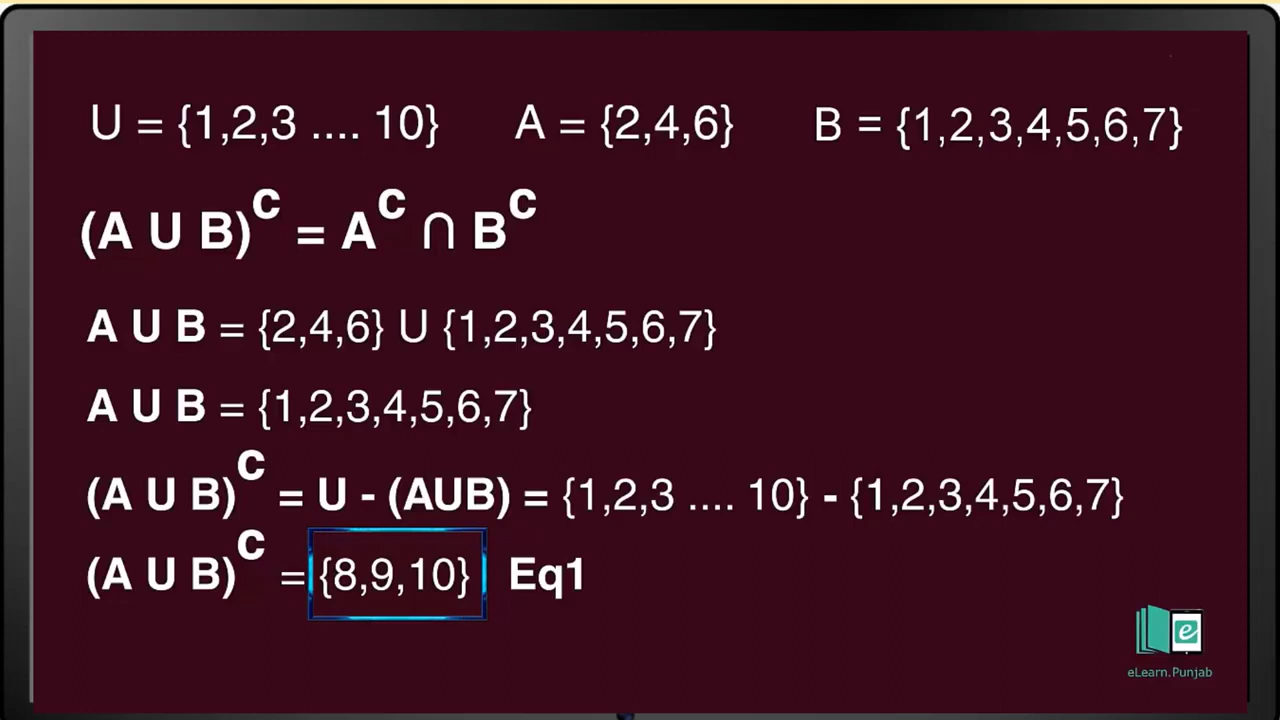 U = {1,2,3 .... 10} A = {2,4,6} B = {1,2,3,4,5,6,7}
(A U B)ᶜ = Aᶜ ∩ Bᶜ
A U B = {2,4,6} U {1,2,3,4,5,6,7}
A U B = {1,2,3,4,5,6,7}
(A U B)ᶜ = U - (AUB) = {1,2,3 .... 10} - {1,2,3,4,5,6,7}
(A U B)ᶜ = {8,9,10} Eq1
eLearn.Punjab